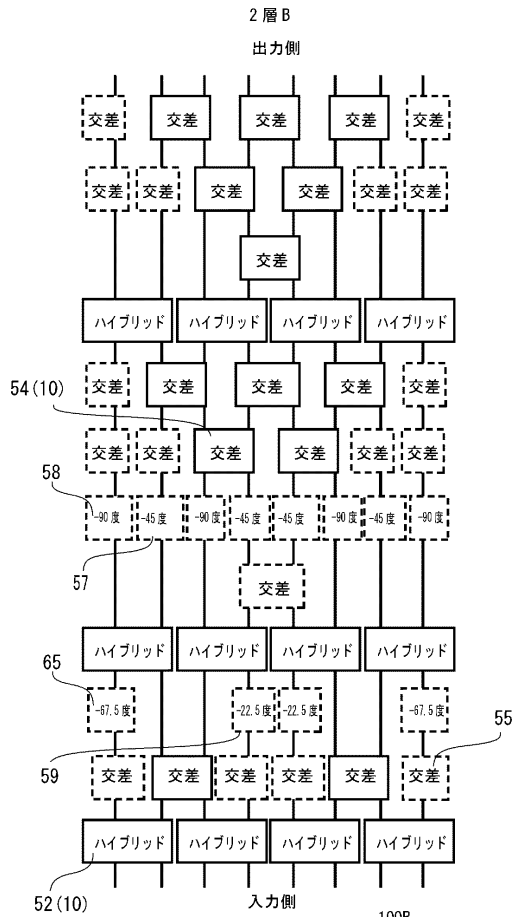 2層B
出力側
交差 交差 交差 交差 交差
交差 交差 交差 交差 交差 交差
交差
ハイブリッド ハイブリッド ハイブリッド ハイブリッド
交差 交差 交差 交差 交差
54(10)
交差 交差 交差 交差 交差 交差
58
-90度 -45度 -90度 -45度 -45度 -90度 -45度 -90度
57
交差
ハイブリッド ハイブリッド ハイブリッド ハイブリッド
65
-67.5度 -22.5度 -22.5度 -67.5度
55
59
交差 交差 交差 交差 交差 交差
ハイブリッド ハイブリッド ハイブリッド ハイブリッド
52(10)
入力側
100B